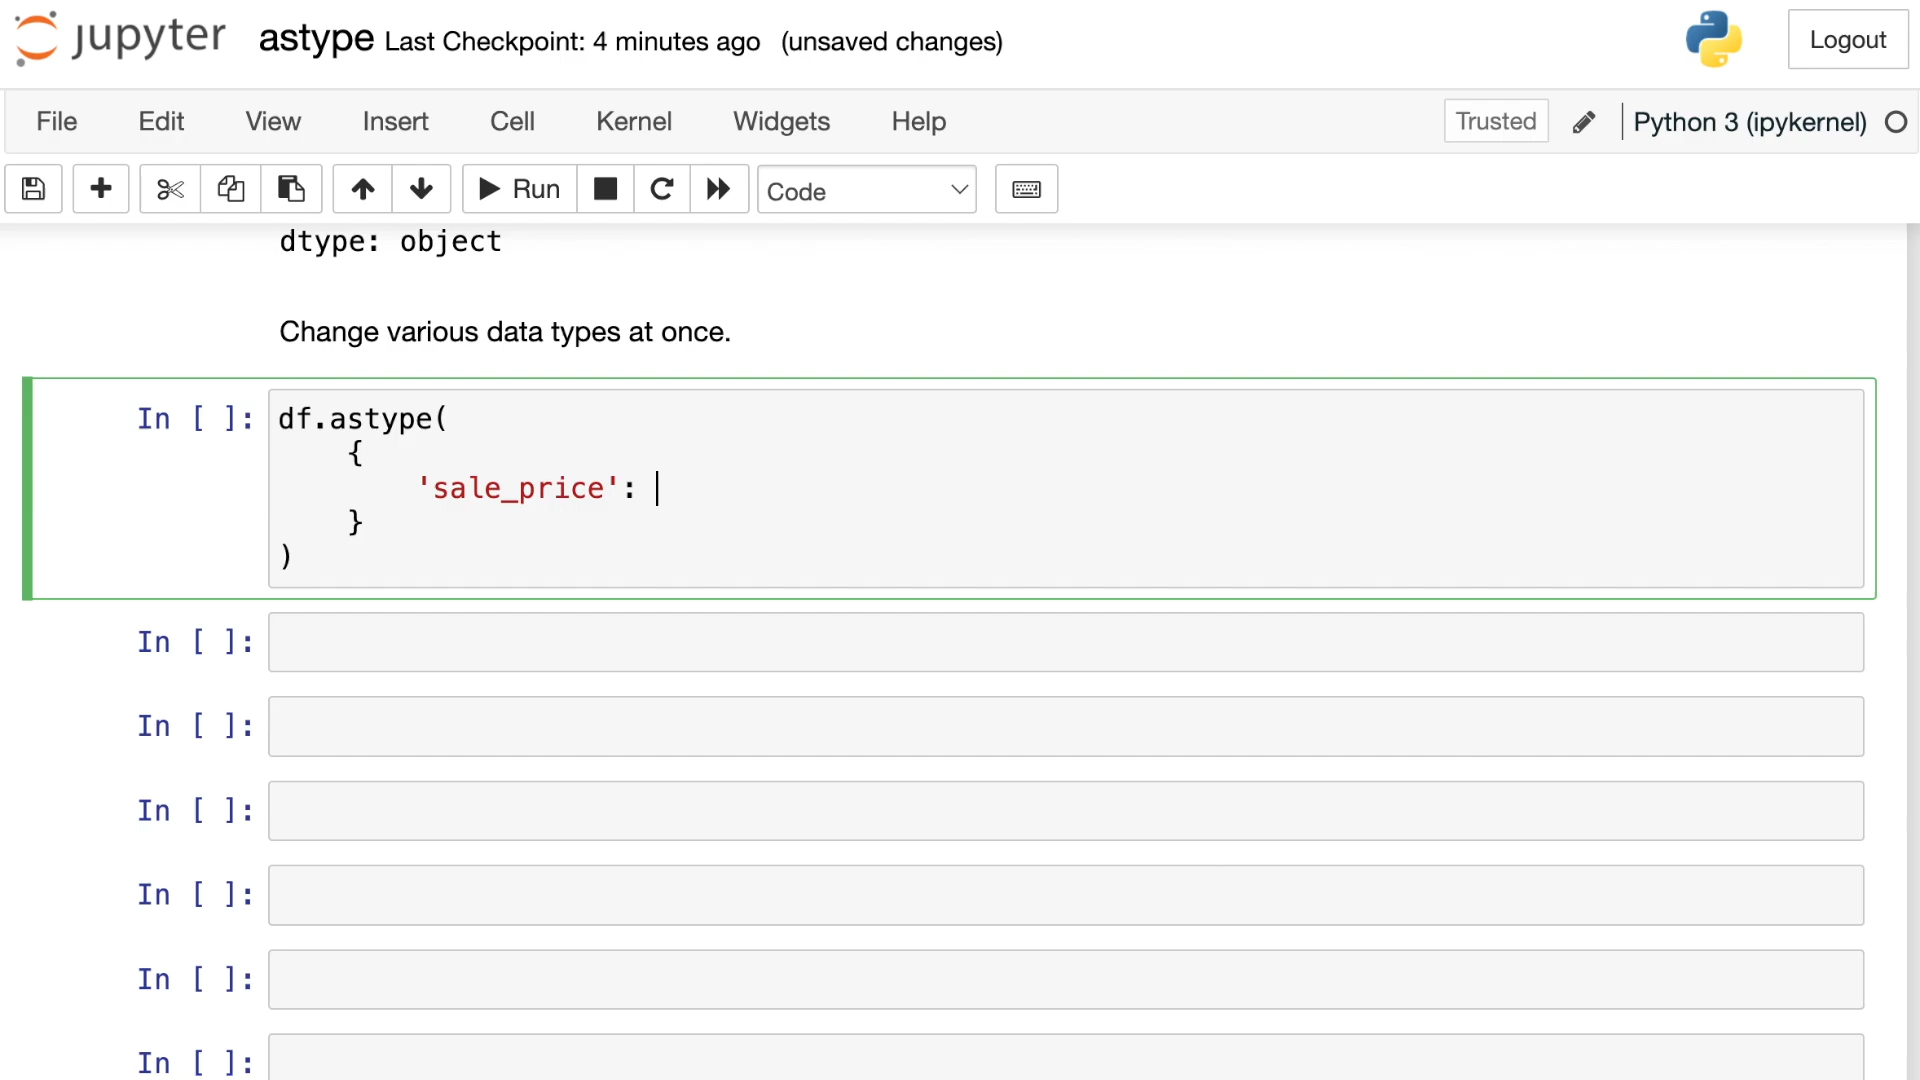 jupyter astype Last Checkpoint: 4 minutes ago (unsaved changes) Logout
File Edit View Insert Cell Kernel Widgets Help Trusted Python 3 (ipykernel)
Run Code
dtype: object
Change various data types at once.
In [ ]: df.astype(
{
'sale_price':
}
)
In [ ]:
In [ ]:
In [ ]:
In [ ]:
In [ ]:
In [ ]: